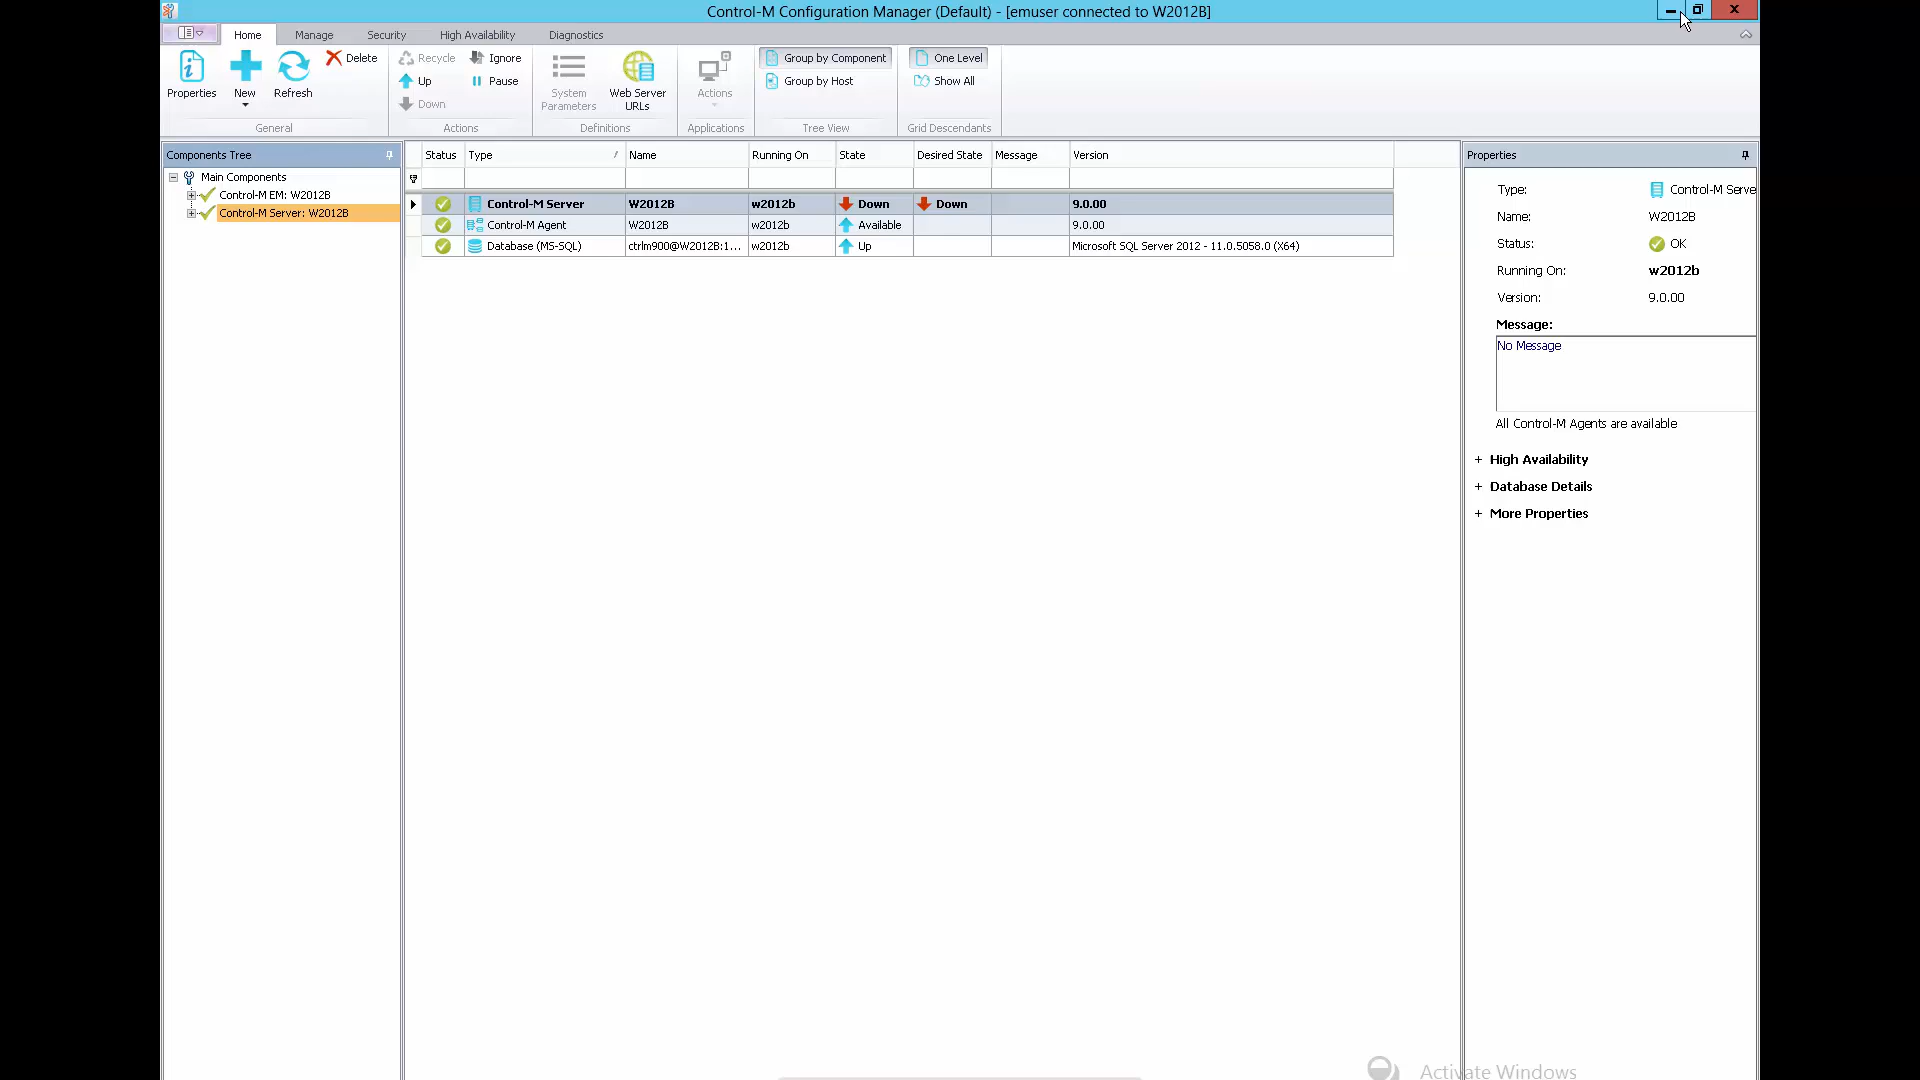 Control-M Configuration Manager (Default) - [emuser connected to W2012B]
Home Manage Security High Availability Diagnostics
Properties New Refresh Delete
General
Recycle Ignore
Up Pause
Down
Actions
System Parameters
Web Server URLs
Definitions
Actions
Applications
Group by Component
Group by Host
Tree View
One Level
Show All
Grid Descendants
Components Tree
Main Components
Control-M EM: W2012B
Control-M Server: W2012B
Status Type Name Running On State Desired State Message Version
Control-M Server W2012B w2012b Down Down 9.0.00
Control-M Agent W2012B w2012b Available 9.0.00
Database (MS-SQL) ctrlm900@W2012B:1... w2012b Up Microsoft SQL Server 2012 - 11.0.5058.0 (X64)
Properties
Type: Control-M Serve
Name: W2012B
Status: OK
Running On: w2012b
Version: 9.0.00
Message:
No Message
All Control-M Agents are available
+ High Availability
+ Database Details
+ More Properties
Activate Windows